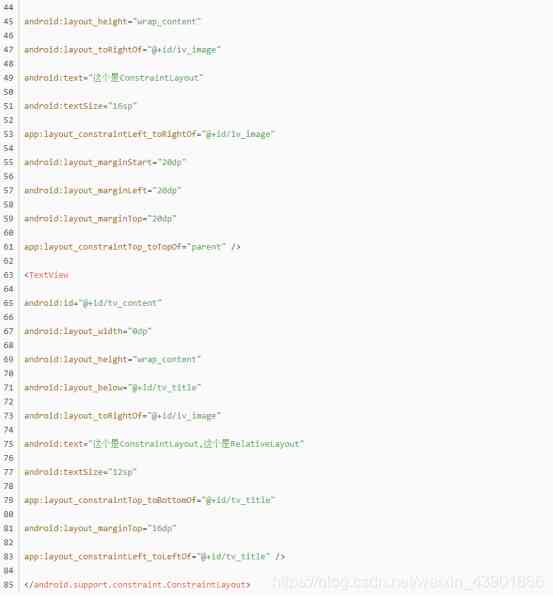 44
45 android:layout_height="wrap_content"
46
47 android:layout_toRightOf="@+id/iv_image"
48
49 android:text="这个是ConstraintLayout"
50
51 android:textSize="16sp"
52
53 app:layout_constraintLeft_toRightOf="@+id/iv_image"
54
55 android:layout_marginStart="20dp"
56
57 android:layout_marginLeft="20dp"
58
59 android:layout_marginTop="20dp"
60
61 app:layout_constraintTop_toTopOf="parent" />
62
63 <TextView
64
65 android:id="@+id/tv_content"
66
67 android:layout_width="0dp"
68
69 android:layout_height="wrap_content"
70
71 android:layout_below="@+id/tv_title"
72
73 android:layout_toRightOf="@+id/iv_image"
74
75 android:text="这个是ConstraintLayout,这个是RelativeLayout"
76
77 android:textSize="12sp"
78
79 app:layout_constraintTop_toBottomOf="@+id/tv_title"
80
81 android:layout_marginTop="16dp"
82
83 app:layout_constraintLeft_toLeftOf="@+id/tv_title" />
84
85 </android.support.constraint.ConstraintLayout>
https://blog.csdn.net/weixin_43901866